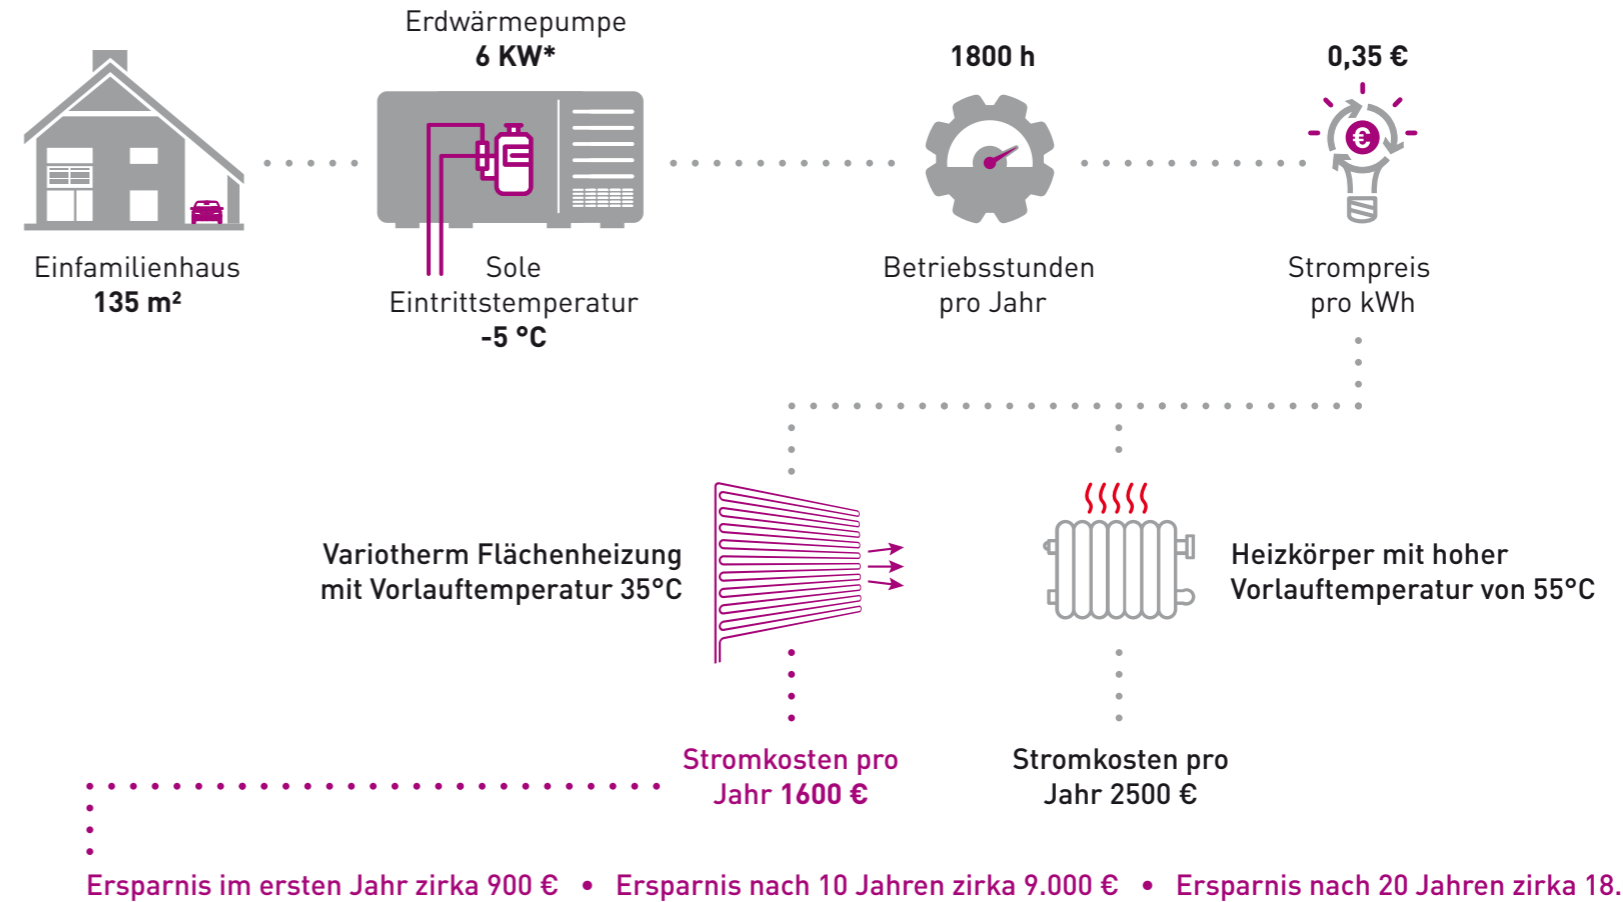 Erdwärmepumpe
6 KW*
1800 h
0,35 €
€
Einfamilienhaus
135 m²
Sole
Eintrittstemperatur
-5 °C
Betriebsstunden
pro Jahr
Strompreis
pro kWh
Variotherm Flächenheizung
mit Vorlauftemperatur 35°C
Heizkörper mit hoher
Vorlauftemperatur von 55°C
Stromkosten pro
Jahr 1600 €
Stromkosten pro
Jahr 2500 €
Ersparnis im ersten Jahr zirka 900 € • Ersparnis nach 10 Jahren zirka 9.000 € • Ersparnis nach 20 Jahren zirka 18.